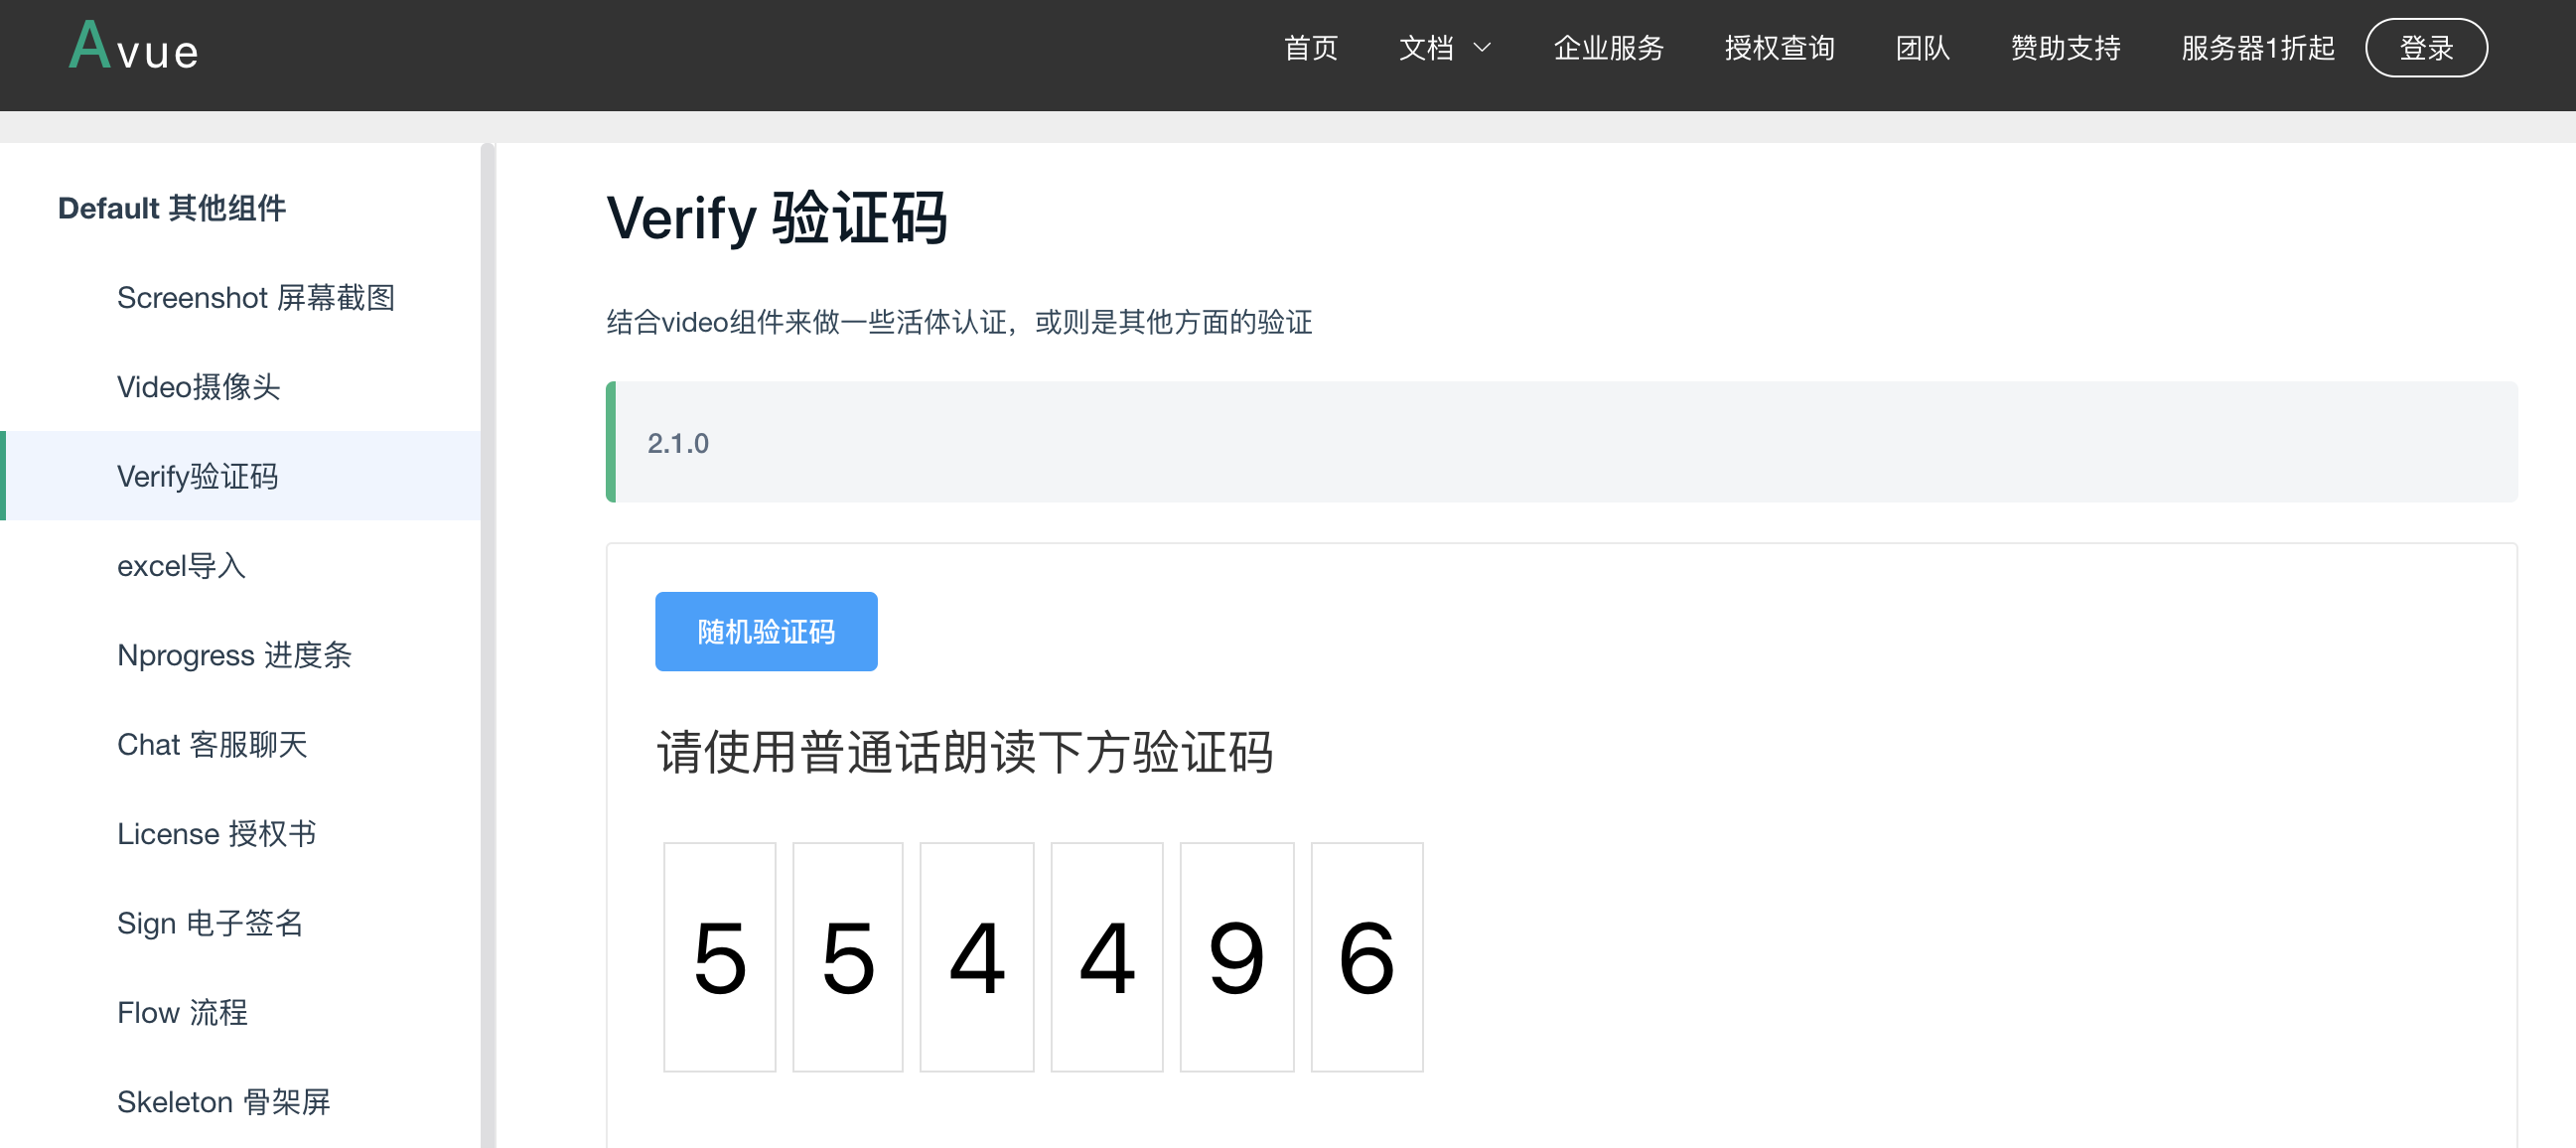 Avue
首页 文档 企业服务 授权查询 团队 赞助支持 服务器1折起 登录
Default 其他组件
Screenshot 屏幕截图
Video摄像头
Verify验证码
excel导入
Nprogress 进度条
Chat 客服聊天
License 授权书
Sign 电子签名
Flow 流程
Skeleton 骨架屏
Verify 验证码
结合video组件来做一些活体认证，或则是其他方面的验证
2.1.0
随机验证码
请使用普通话朗读下方验证码
5 5 4 4 9 6